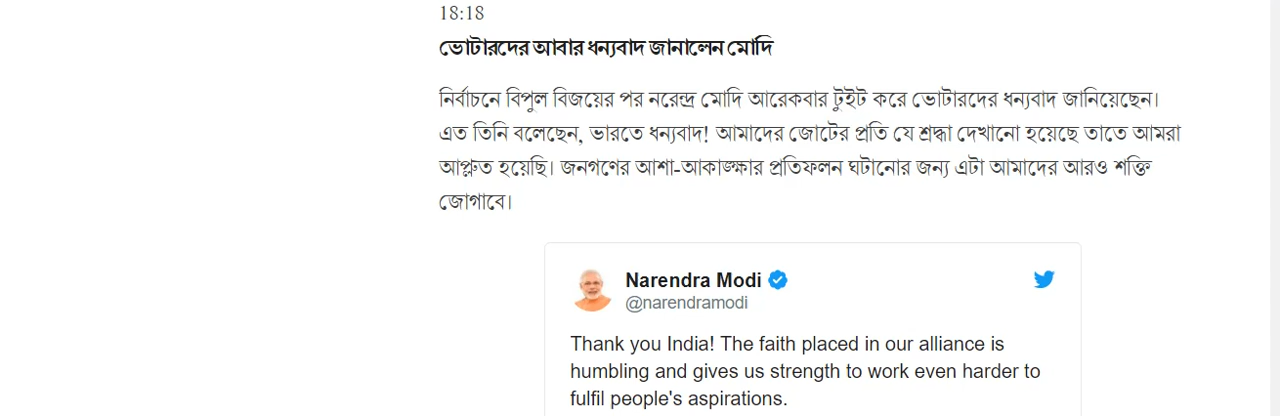 18:18
ভোটারদের আবার ধন্যবাদ জানালেন মোদি
নির্বাচনে বিপুল বিজয়ের পর নরেন্দ্র মোদি আরেকবার টুইট করে ভোটারদের ধন্যবাদ জানিয়েছেন।
এত তিনি বলেছেন, ভারতে ধন্যবাদ! আমাদের জোটের প্রতি যে শ্রদ্ধা দেখানো হয়েছে তাতে আমরা
আপ্লুত হয়েছি। জনগণের আশা-আকাঙ্ক্ষার প্রতিফলন ঘটানোর জন্য এটা আমাদের আরও শক্তি
জোগাবে।
Narendra Modi
@narendramodi
Thank you India! The faith placed in our alliance is
humbling and gives us strength to work even harder to
fulfil people's aspirations.